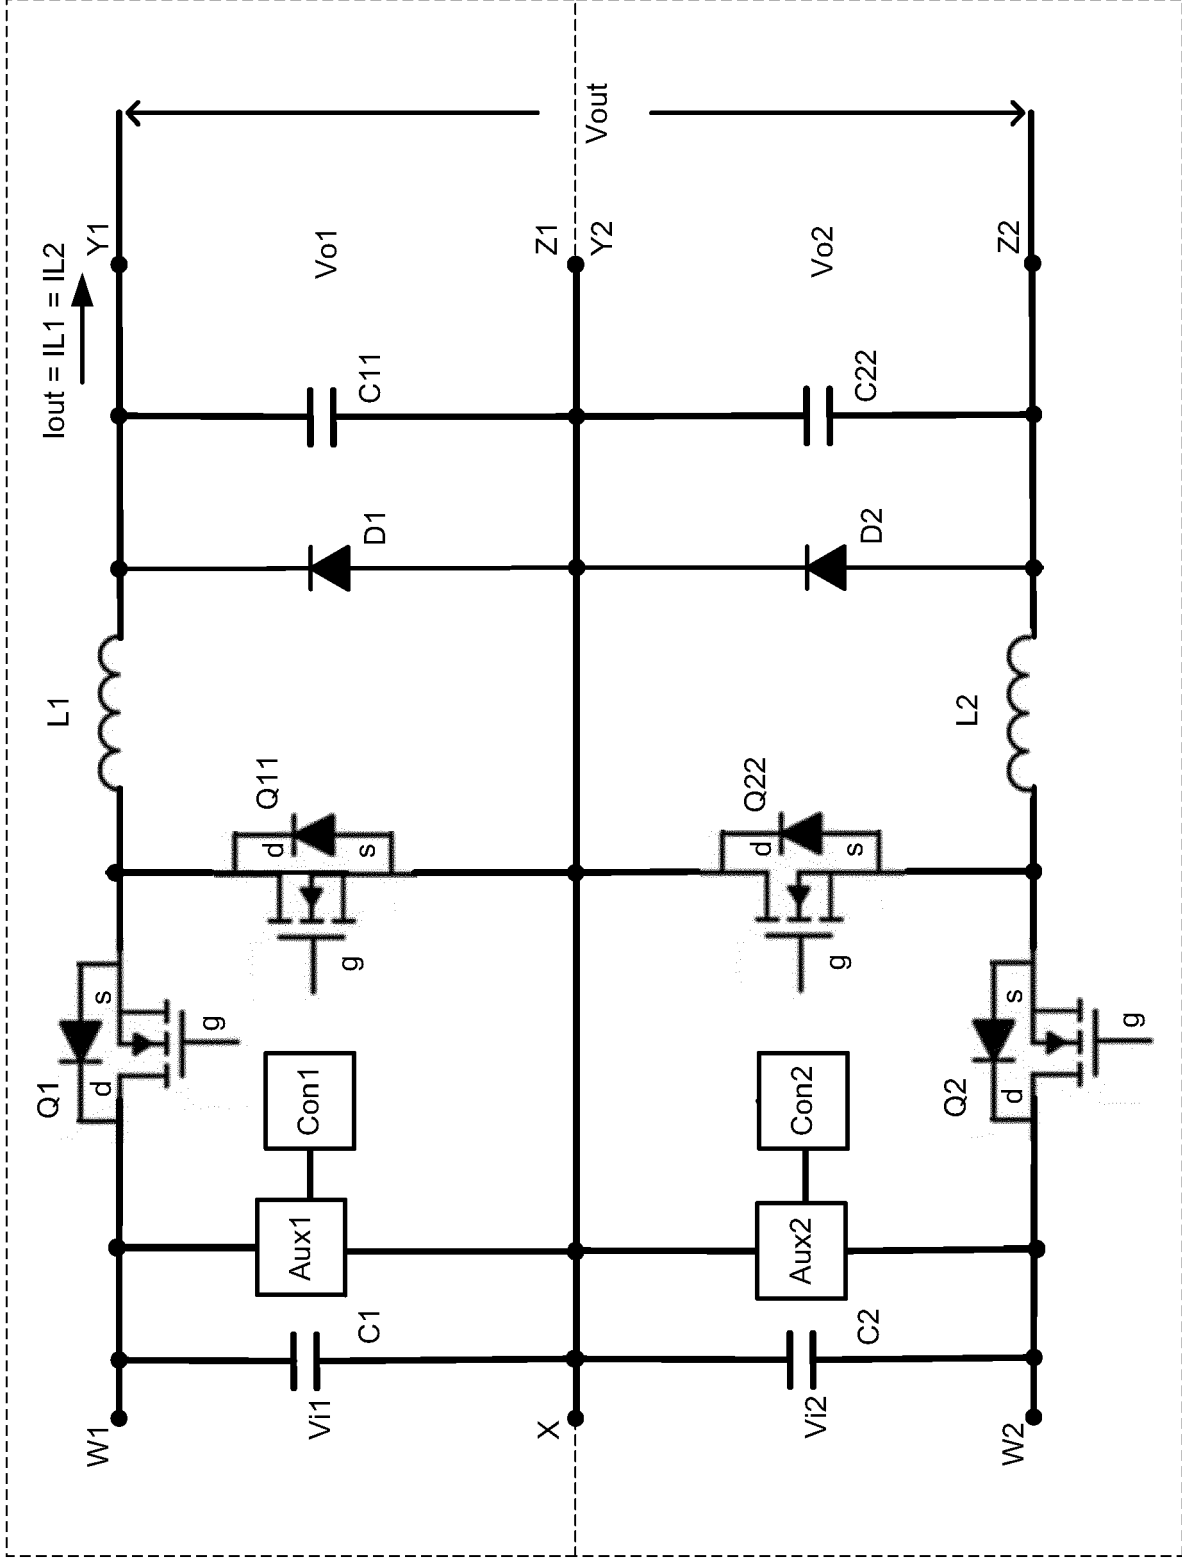 Iout = IL1 = IL2
Y1
Vout
Vo1
Z1
Y2
Vo2
Z2
C11
C22
D1
D2
L1
L2
Q11
d
s
g
Q22
d
s
g
Q1
d
s
g
Q2
d
s
g
Con1
Con2
Aux1
Aux2
C1
C2
Vi1
Vi2
W1
X
W2